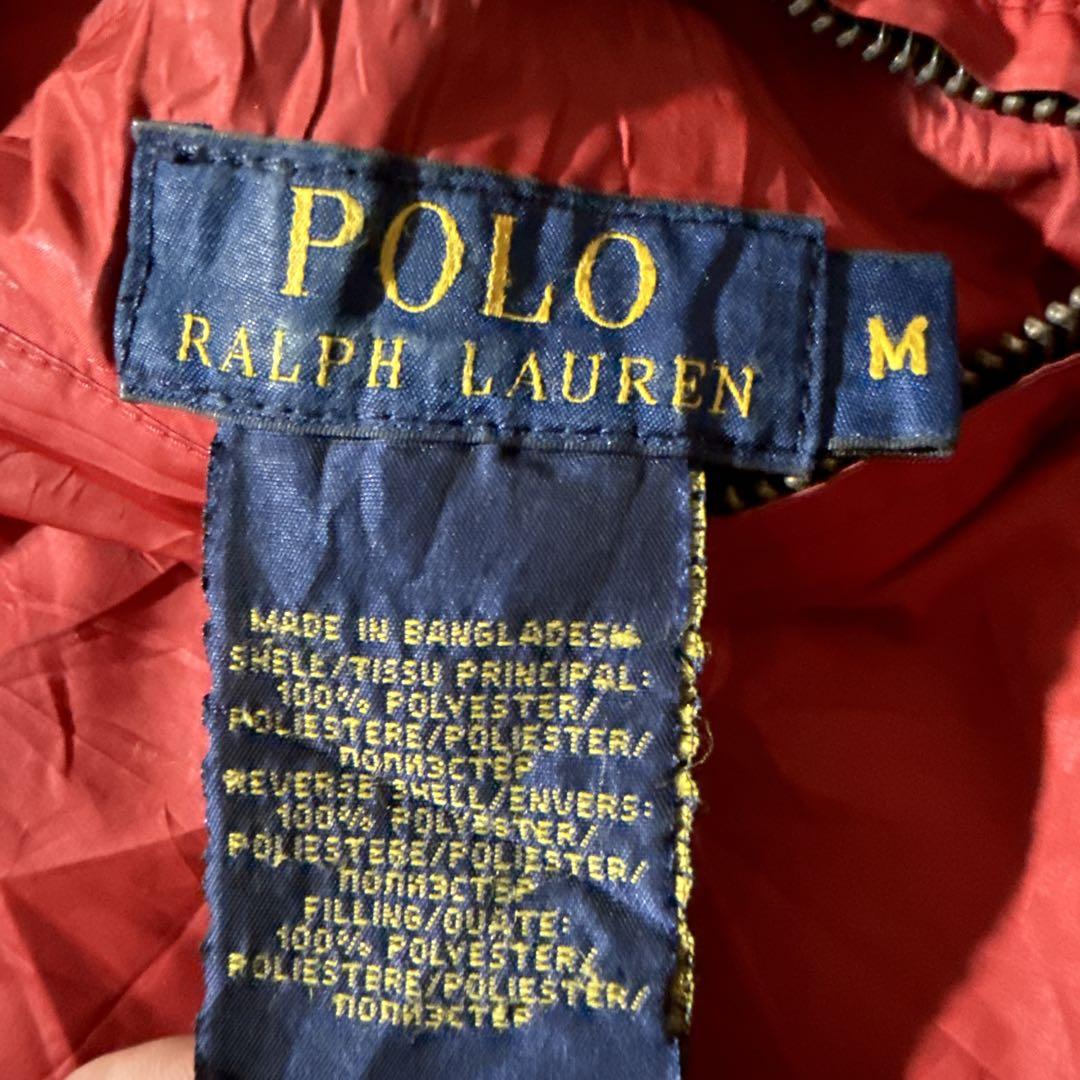 POLO
RALPH LAUREN
M
MADE IN BANGLADESH
SHELL/TISSU PRINCIPAL:
100% POLYESTER/
POLIESTERE/POLIESTER/
ПОЛИЭСТЕР
REVERSE SHELL/ENVERS:
100% POLYESTER/
POLIESTERE/POLIESTER/
ПОЛИЭСТЕР
FILLING/OUATE:
100% POLYESTER/
POLIESTERE/POLIESTER/
ПОЛИЭСТЕР